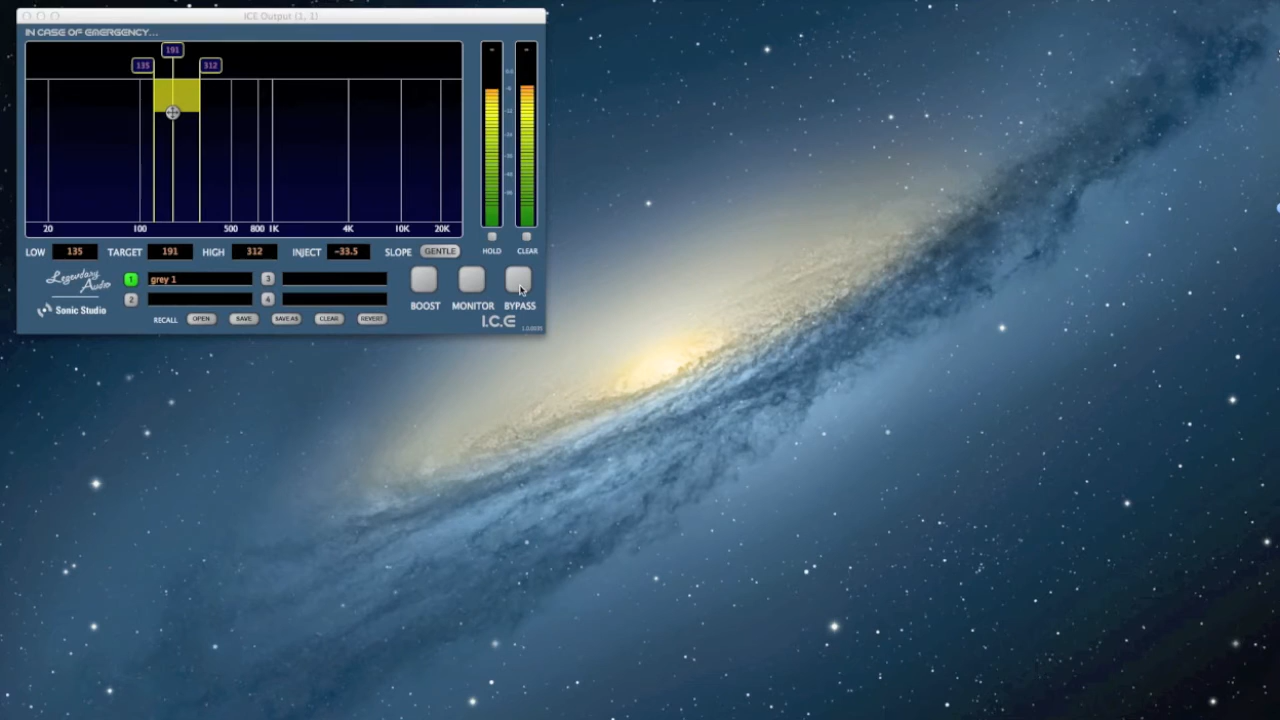 ICE Output (1, 1)
IN CASE OF EMERGENCY...
191
135
312
20 100 500 800 1K 4K 10K 20K
LOW 135 TARGET 191 HIGH 312 INJECT -33.5 SLOPE GENTLE
HOLD CLEAR
Legendary Audio
Sonic Studio
1 grey 1 3
2 4
RECALL OPEN SAVE SAVE AS CLEAR REVERT
BOOST MONITOR BYPASS
I.C.E